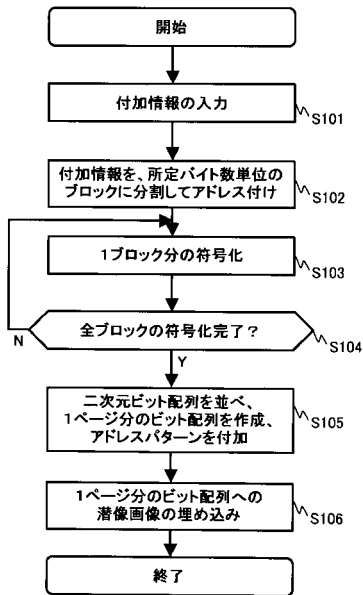 開始
付加情報の入力
S101
付加情報を、所定バイト数単位の
ブロックに分割してアドレス付け
S102
1ブロック分の符号化
S103
全ブロックの符号化完了？
S104
N
Y
二次元ビット配列を並べ、
1ページ分のビット配列を作成、
アドレスパターンを付加
S105
1ページ分のビット配列への
潜像画像の埋め込み
S106
終了